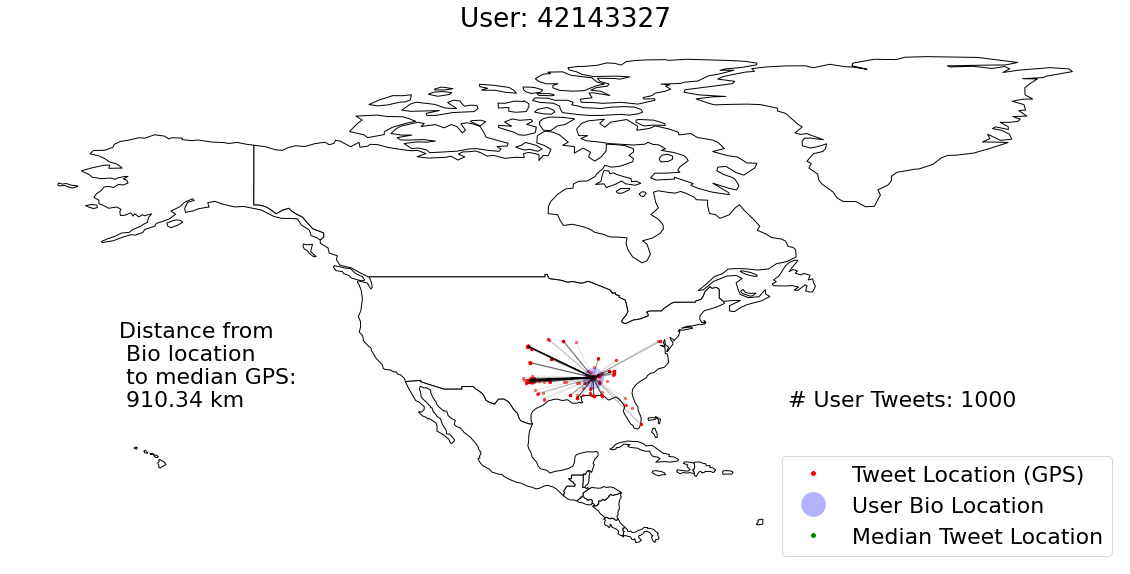 User: 42143327
Distance from
Bio location
to median GPS:
910.34 km
# User Tweets: 1000
Tweet Location (GPS)
User Bio Location
Median Tweet Location